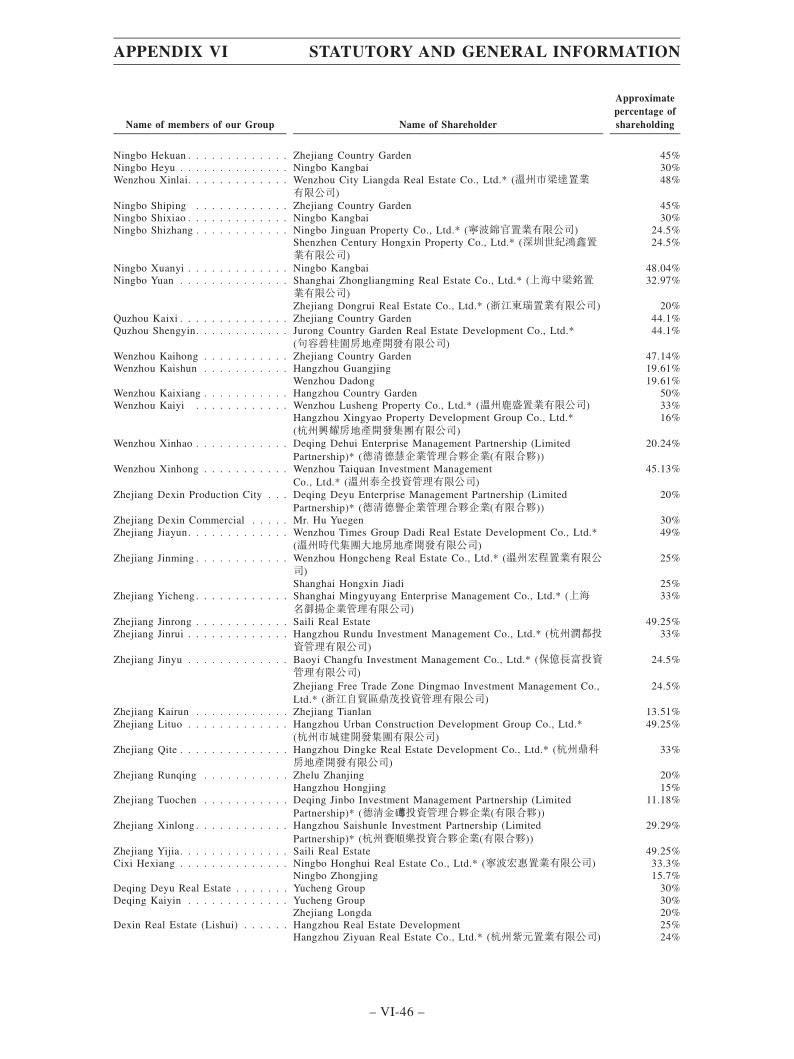 APPENDIX VI STATUTORY AND GENERAL INFORMATION
Approximate
percentage of
Name of members of our Group Name of Shareholder shareholding
Ningbo Hekuan . . . . . . . . . . . . . Zhejiang Country Garden 45%
Ningbo Heyu . . . . . . . . . . . . . . Ningbo Kangbai 30%
Wenzhou Xinlai. . . . . . . . . . . . . Wenzhou City Liangda Real Estate Co., Ltd.* (溫州市梁達置業 48%
有限公司)
Ningbo Shiping . . . . . . . . . . . . Zhejiang Country Garden 45%
Ningbo Shixiao . . . . . . . . . . . . . Ningbo Kangbai 30%
Ningbo Shizhang . . . . . . . . . . . . Ningbo Jinguan Property Co., Ltd.* (寧波錦官置業有限公司) 24.5%
Shenzhen Century Hongxin Property Co., Ltd.* (深圳世紀鴻鑫置 24.5%
業有限公司)
Ningbo Xuanyi . . . . . . . . . . . . . Ningbo Kangbai 48.04%
Ningbo Yuan . . . . . . . . . . . . . . Shanghai Zhongliangming Real Estate Co., Ltd.* (上海中梁銘置 32.97%
業有限公司)
Zhejiang Dongrui Real Estate Co., Ltd.* (浙江東瑞置業有限公司) 20%
Quzhou Kaixi . . . . . . . . . . . . . . Zhejiang Country Garden 44.1%
Quzhou Shengyin. . . . . . . . . . . . Jurong Country Garden Real Estate Development Co., Ltd.* 44.1%
(句容碧桂園房地產開發有限公司)
Wenzhou Kaihong . . . . . . . . . . . Zhejiang Country Garden 47.14%
Wenzhou Kaishun . . . . . . . . . . . Hangzhou Guangjing 19.61%
Wenzhou Dadong 19.61%
Wenzhou Kaixiang . . . . . . . . . . . Hangzhou Country Garden 50%
Wenzhou Kaiyi . . . . . . . . . . . . Wenzhou Lusheng Property Co., Ltd.* (溫州鹿盛置業有限公司) 33%
Hangzhou Xingyao Property Development Group Co., Ltd.* 16%
(杭州興耀房地產開發集團有限公司)
Wenzhou Xinhao . . . . . . . . . . . . Deqing Dehui Enterprise Management Partnership (Limited 20.24%
Partnership)* (德清德慧企業管理合夥企業(有限合夥))
Wenzhou Xinhong . . . . . . . . . . . Wenzhou Taiquan Investment Management 45.13%
Co., Ltd.* (溫州泰全投資管理有限公司)
Zhejiang Dexin Production City . . . Deqing Deyu Enterprise Management Partnership (Limited 20%
Partnership)* (德清德譽企業管理合夥企業(有限合夥))
Zhejiang Dexin Commercial . . . . . Mr. Hu Yuegen 30%
Zhejiang Jiayun. . . . . . . . . . . . . Wenzhou Times Group Dadi Real Estate Development Co., Ltd.* 49%
(溫州時代集團大地房地產開發有限公司)
Zhejiang Jinming . . . . . . . . . . . . Wenzhou Hongcheng Real Estate Co., Ltd.* (溫州宏程置業有限公 25%
司)
Shanghai Hongxin Jiadi 25%
Zhejiang Yicheng . . . . . . . . . . . . Shanghai Mingyuyang Enterprise Management Co., Ltd.* (上海 33%
名御揚企業管理有限公司)
Zhejiang Jinrong . . . . . . . . . . . . Saili Real Estate 49.25%
Zhejiang Jinrui . . . . . . . . . . . . . Hangzhou Rundu Investment Management Co., Ltd.* (杭州潤都投 33%
資管理有限公司)
Zhejiang Jinyu . . . . . . . . . . . . . Baoyi Changfu Investment Management Co., Ltd.* (保億長富投資 24.5%
管理有限公司)
Zhejiang Free Trade Zone Dingmao Investment Management Co., 24.5%
Ltd.* (浙江自貿區鼎茂投資管理有限公司)
Zhejiang Kairun . . . . . . . . . . . . Zhejiang Tianlan 13.51%
Zhejiang Lituo . . . . . . . . . . . . . Hangzhou Urban Construction Development Group Co., Ltd.* 49.25%
(杭州市城建開發集團有限公司)
Zhejiang Qite . . . . . . . . . . . . . . Hangzhou Dingke Real Estate Development Co., Ltd.* (杭州鼎科 33%
房地產開發有限公司)
Zhejiang Runqing . . . . . . . . . . . Zhelu Zhanjing 20%
Hangzhou Hongjing 15%
Zhejiang Tuochen . . . . . . . . . . . Deqing Jinbo Investment Management Partnership (Limited 11.18%
Partnership)* (德清金投資管理合夥企業(有限合夥))
Zhejiang Xinlong . . . . . . . . . . . . Hangzhou Saishunle Investment Partnership (Limited 29.29%
Partnership)* (杭州賽順樂投資合夥企業(有限合夥))
Zhejiang Yijia. . . . . . . . . . . . . . Saili Real Estate 49.25%
Cixi Hexiang . . . . . . . . . . . . . . Ningbo Honghui Real Estate Co., Ltd.* (寧波宏惠置業有限公司) 33.3%
Ningbo Zhongjing 15.7%
Deqing Deyu Real Estate . . . . . . . Yucheng Group 30%
Deqing Kaiyin . . . . . . . . . . . . . Yucheng Group 30%
Zhejiang Longda 20%
Dexin Real Estate (Lishui) . . . . . . Hangzhou Real Estate Development 25%
Hangzhou Ziyuan Real Estate Co., Ltd.* (杭州紫元置業有限公司) 24%
– VI-46 –